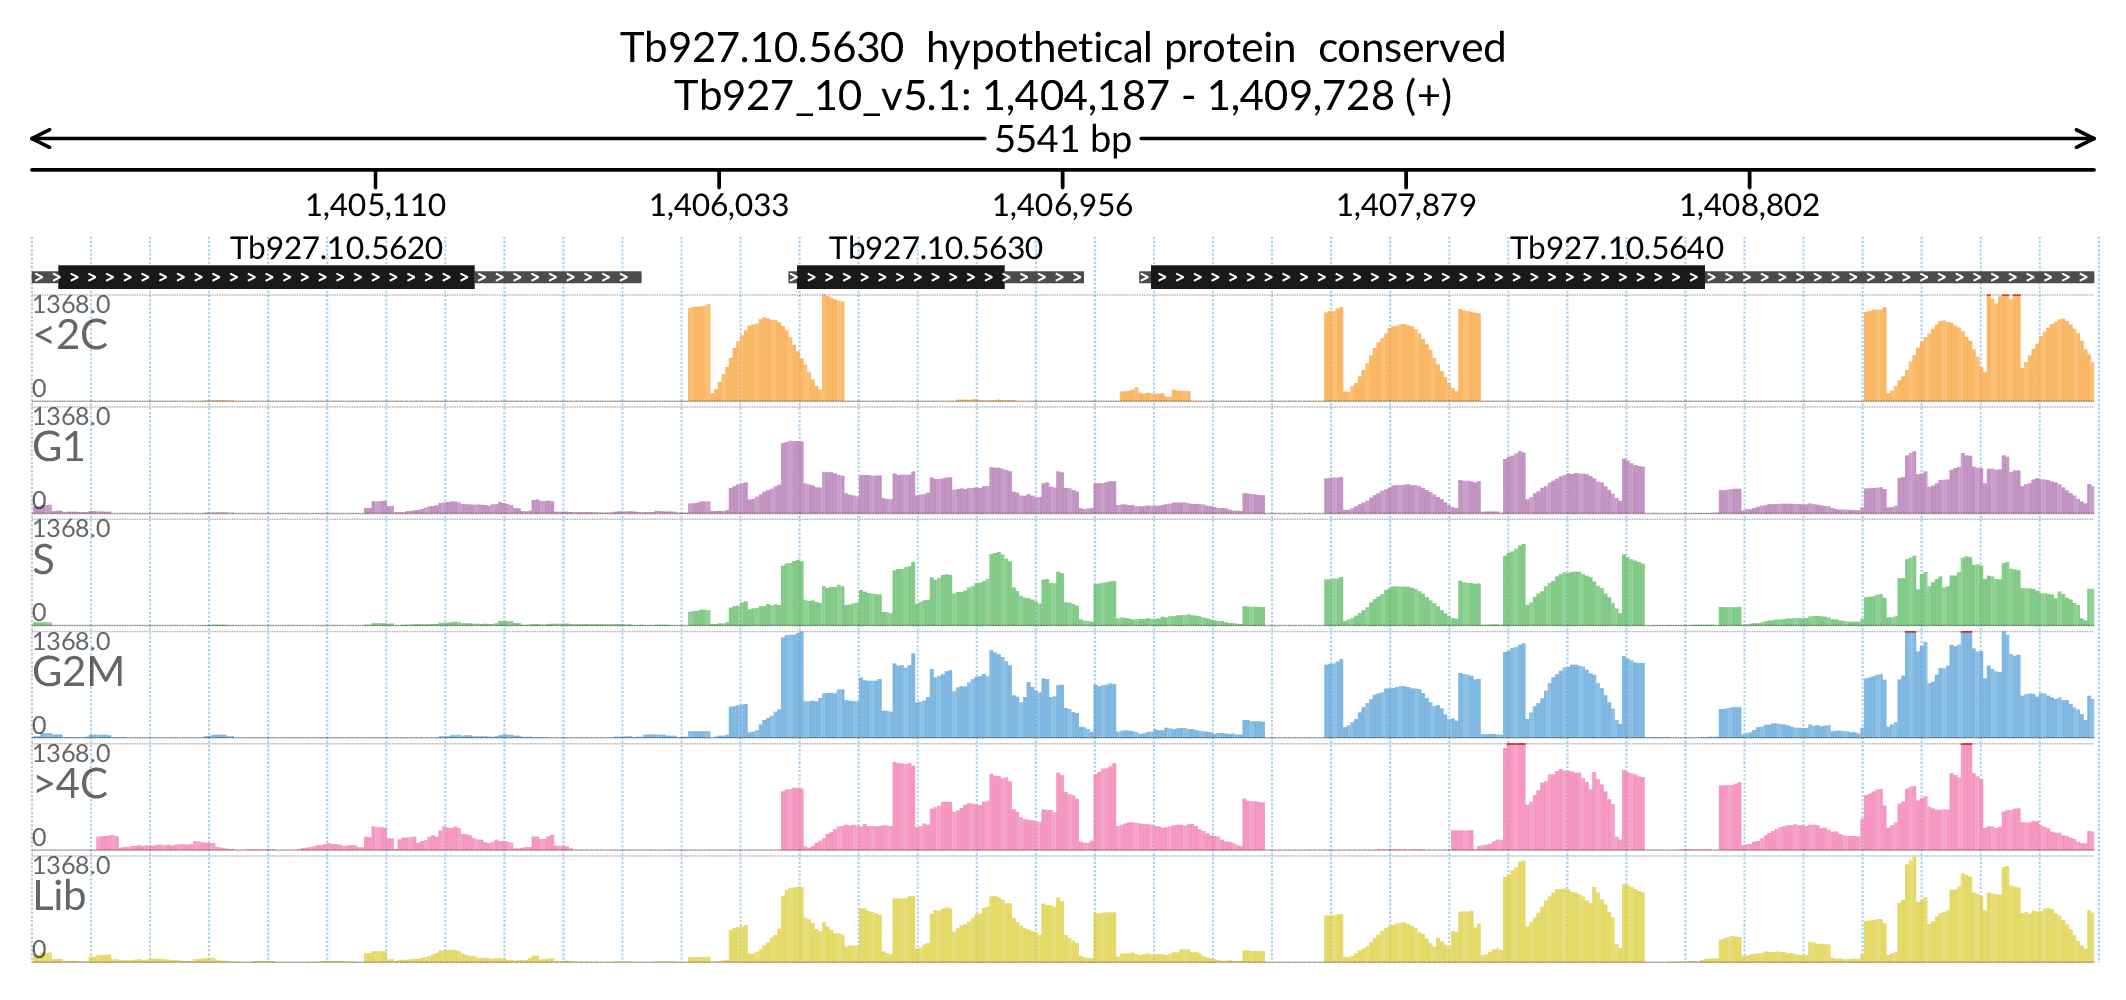 Tb927.10.5630  hypothetical protein  conserved
Tb927_10_v5.1: 1,404,187 - 1,409,728 (+)
5541 bp
1,405,110 1,406,033 1,406,956 1,407,879 1,408,802
Tb927.10.5620 Tb927.10.5630 Tb927.10.5640
1368.0
<2C
0
1368.0
G1
0
1368.0
S
0
1368.0
G2M
0
1368.0
>4C
0
1368.0
Lib
0